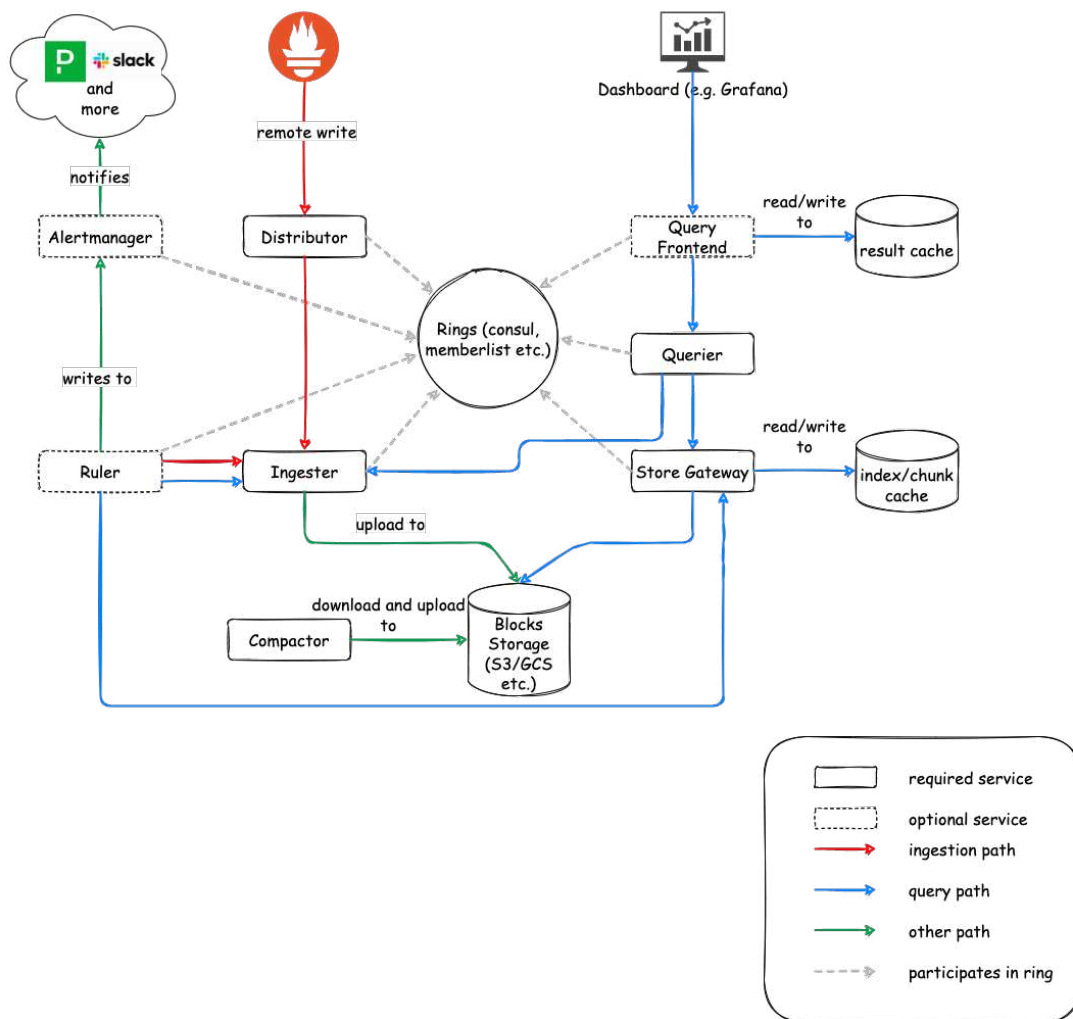 P
slack
and
more
Dashboard (e.g. Grafana)
remote write
notifies
read/write
to
Alertmanager
Distributor
Query
Frontend
result cache
Rings (consul,
memberlist etc.)
Querier
writes to
read/write
to
Ruler
Ingester
Store Gateway
index/chunk
cache
upload to
download and upload
to
Compactor
Blocks
Storage
(S3/GCS
etc.)
required service
optional service
ingestion path
query path
other path
participates in ring